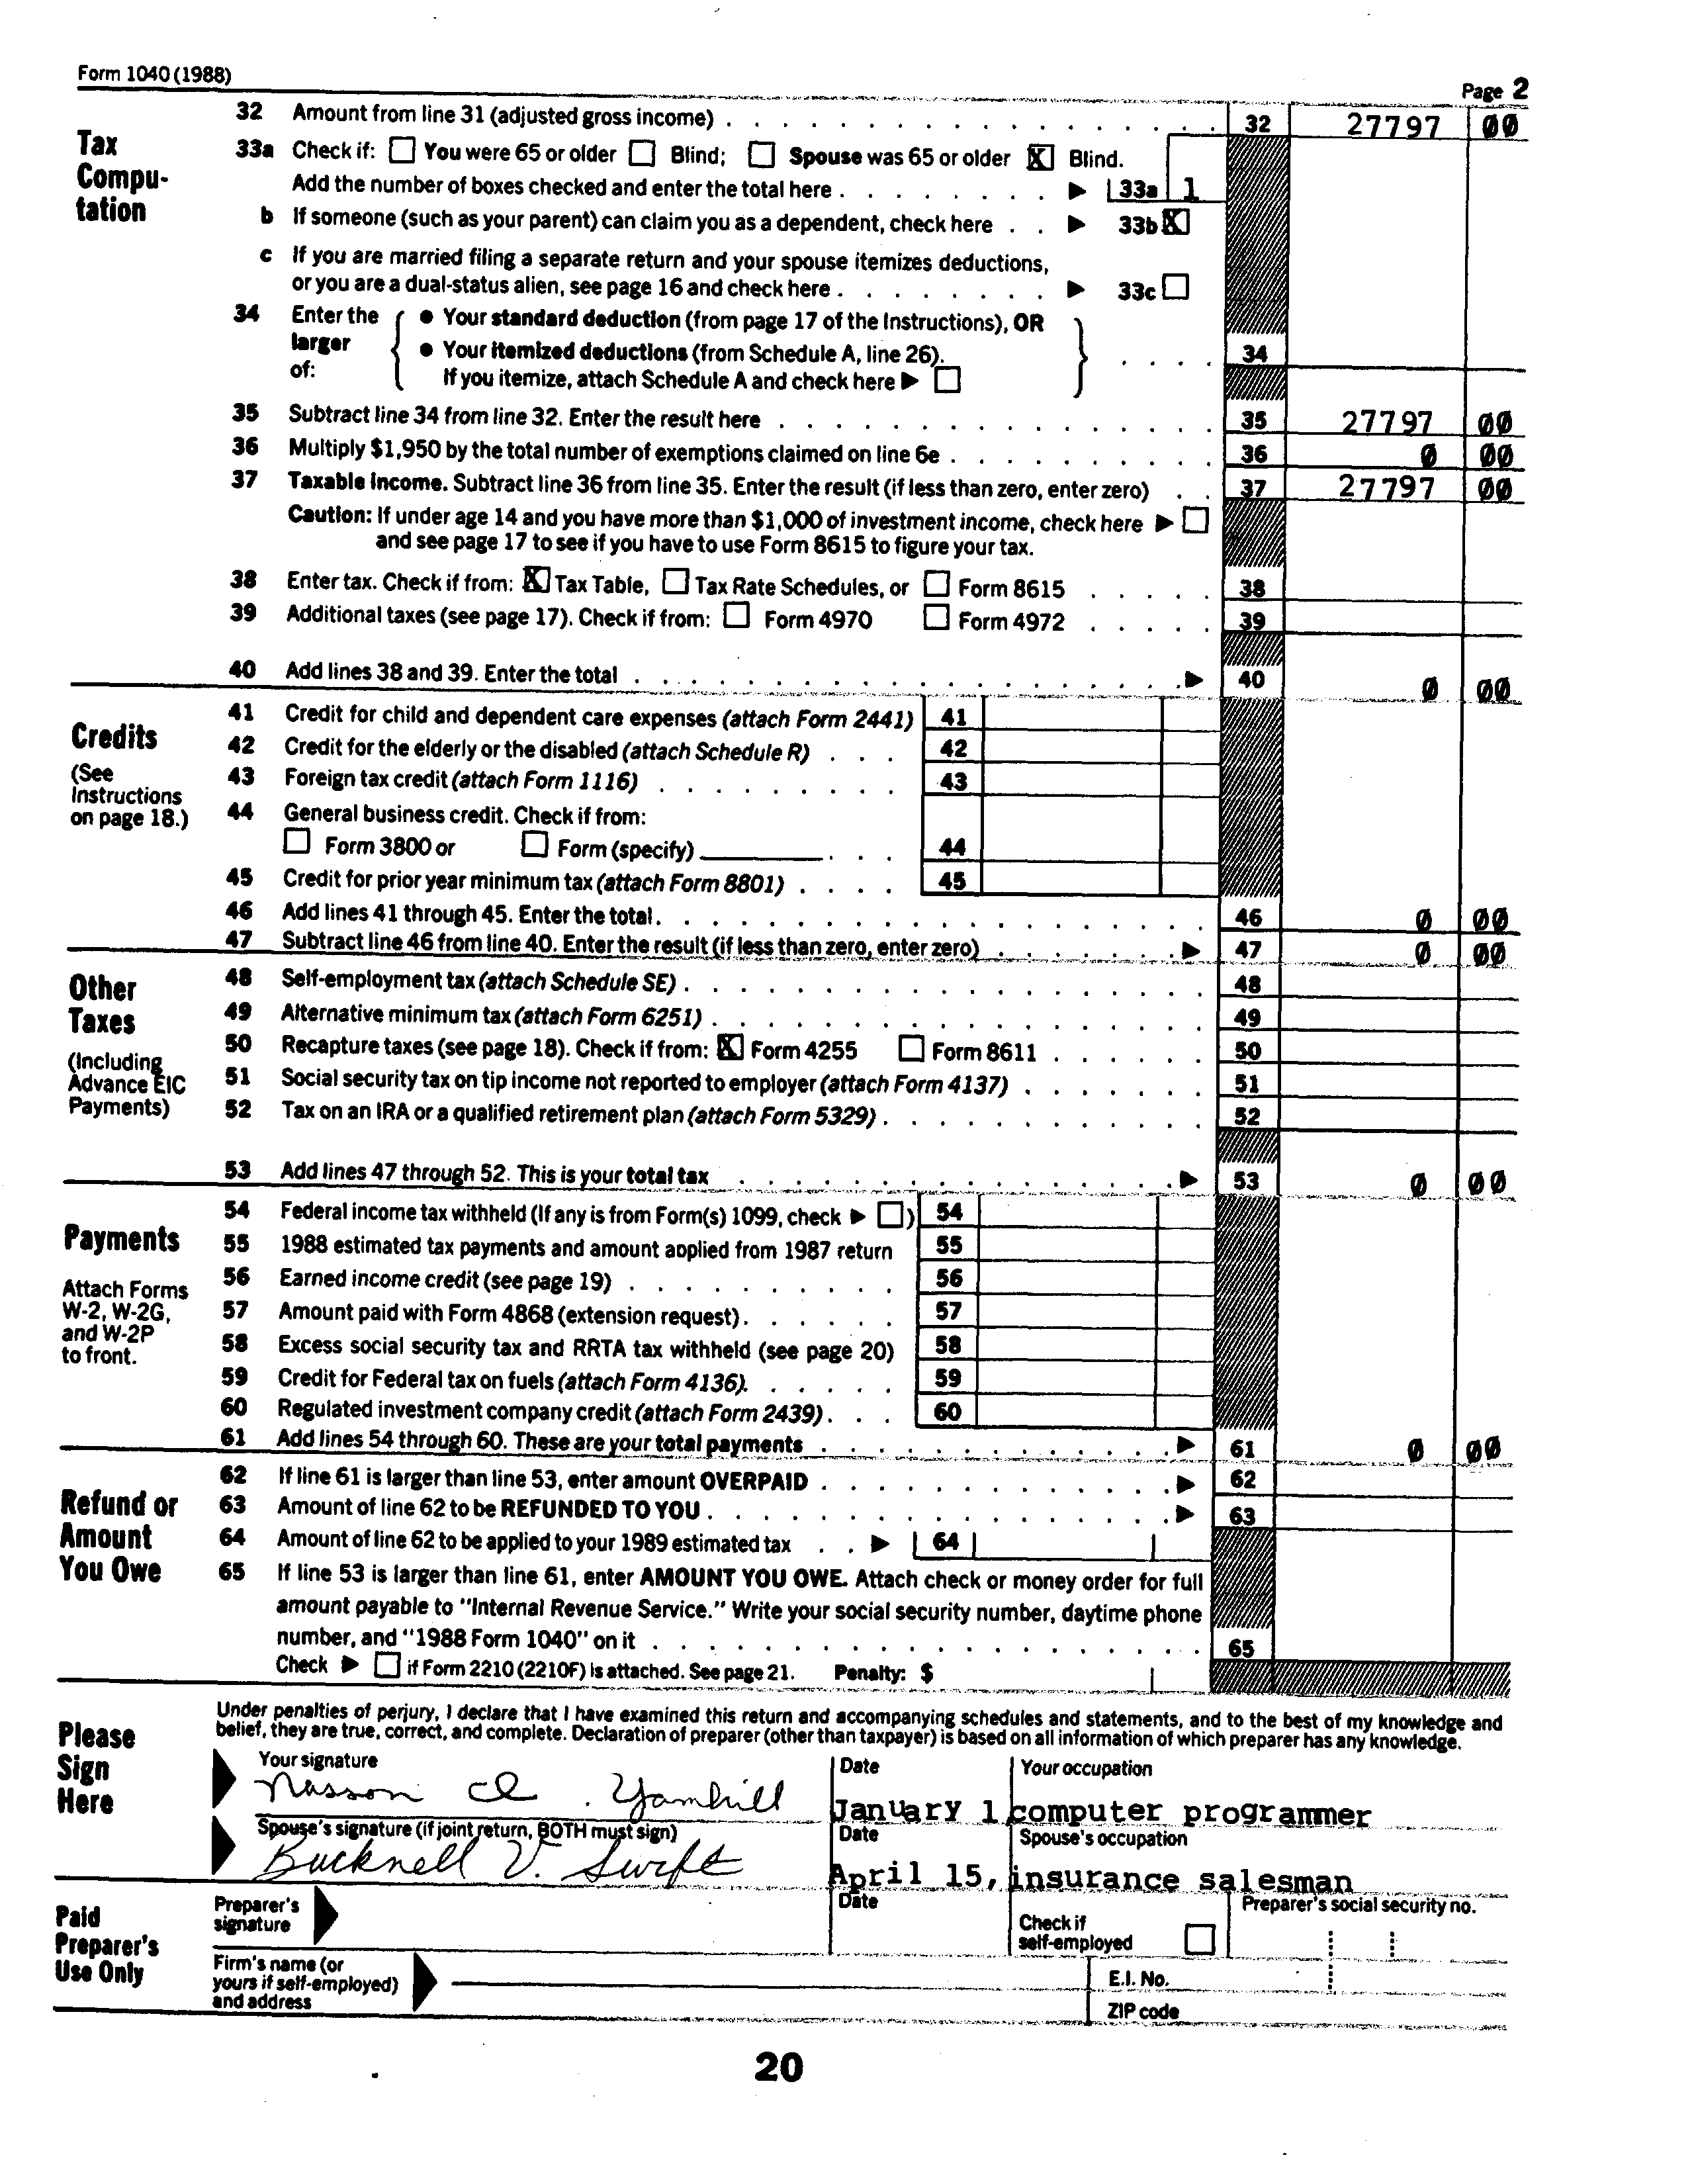 Form 1040 (1988)
Page 2
Tax Compu-tation
32 Amount from line 31 (adjusted gross income) 32 27797 00
33a Check if: You were 65 or older Blind; Spouse was 65 or older X Blind.
Add the number of boxes checked and enter the total here 33a 1
b If someone (such as your parent) can claim you as a dependent, check here 33b X
c If you are married filing a separate return and your spouse itemizes deductions,
or you are a dual-status alien, see page 16 and check here 33c
34 Enter the larger of:
• Your standard deduction (from page 17 of the Instructions), OR
• Your itemized deductions (from Schedule A, line 26).
If you itemize, attach Schedule A and check here
34
35 Subtract line 34 from line 32. Enter the result here 35 27797 00
36 Multiply $1,950 by the total number of exemptions claimed on line 6e 36 0 00
37 Taxable income. Subtract line 36 from line 35. Enter the result (if less than zero, enter zero) 37 27797 00
Caution: If under age 14 and you have more than $1,000 of investment income, check here
and see page 17 to see if you have to use Form 8615 to figure your tax.
38 Enter tax. Check if from: X Tax Table, Tax Rate Schedules, or Form 8615 38
39 Additional taxes (see page 17). Check if from: Form 4970 Form 4972 39
40 Add lines 38 and 39. Enter the total 40 0 00
Credits
(See Instructions on page 18.)
41 Credit for child and dependent care expenses (attach Form 2441) 41
42 Credit for the elderly or the disabled (attach Schedule R) 42
43 Foreign tax credit (attach Form 1116) 43
44 General business credit. Check if from:
Form 3800 or Form (specify) 44
45 Credit for prior year minimum tax (attach Form 8801) 45
46 Add lines 41 through 45. Enter the total. 46 0 00
47 Subtract line 46 from line 40. Enter the result (if less than zero, enter zero) 47 0 00
Other Taxes
(Including Advance EIC Payments)
48 Self-employment tax (attach Schedule SE) 48
49 Alternative minimum tax (attach Form 6251) 49
50 Recapture taxes (see page 18). Check if from: X Form 4255 Form 8611 50
51 Social security tax on tip income not reported to employer (attach Form 4137) 51
52 Tax on an IRA or a qualified retirement plan (attach Form 5329) 52
53 Add lines 47 through 52. This is your total tax 53 0 00
Payments
Attach Forms W-2, W-2G, and W-2P to front.
54 Federal income tax withheld (If any is from Form(s) 1099, check ) 54
55 1988 estimated tax payments and amount applied from 1987 return 55
56 Earned income credit (see page 19) 56
57 Amount paid with Form 4868 (extension request) 57
58 Excess social security tax and RRTA tax withheld (see page 20) 58
59 Credit for Federal tax on fuels (attach Form 4136). 59
60 Regulated investment company credit (attach Form 2439) 60
61 Add lines 54 through 60. These are your total payments 61 0 00
Refund or Amount You Owe
62 If line 61 is larger than line 53, enter amount OVERPAID 62
63 Amount of line 62 to be REFUNDED TO YOU 63
64 Amount of line 62 to be applied to your 1989 estimated tax 64
65 If line 53 is larger than line 61, enter AMOUNT YOU OWE. Attach check or money order for full
amount payable to "Internal Revenue Service." Write your social security number, daytime phone
number, and "1988 Form 1040" on it 65
Check if Form 2210 (2210F) is attached. See page 21. Penalty: $
Please Sign Here
Under penalties of perjury, I declare that I have examined this return and accompanying schedules and statements, and to the best of my knowledge and
belief, they are true, correct, and complete. Declaration of preparer (other than taxpayer) is based on all information of which preparer has any knowledge.
Your signature Date Your occupation
Nasson Yamhill January 1 computer programmer
Spouse's signature (if joint return, BOTH must sign) Date Spouse's occupation
Bucknell V. Swift April 15, insurance salesman
Paid Preparer's Use Only
Preparer's signature Date Check if self-employed Preparer's social security no.
Firm's name (or yours if self-employed) and address
E.I. No.
ZIP code
20